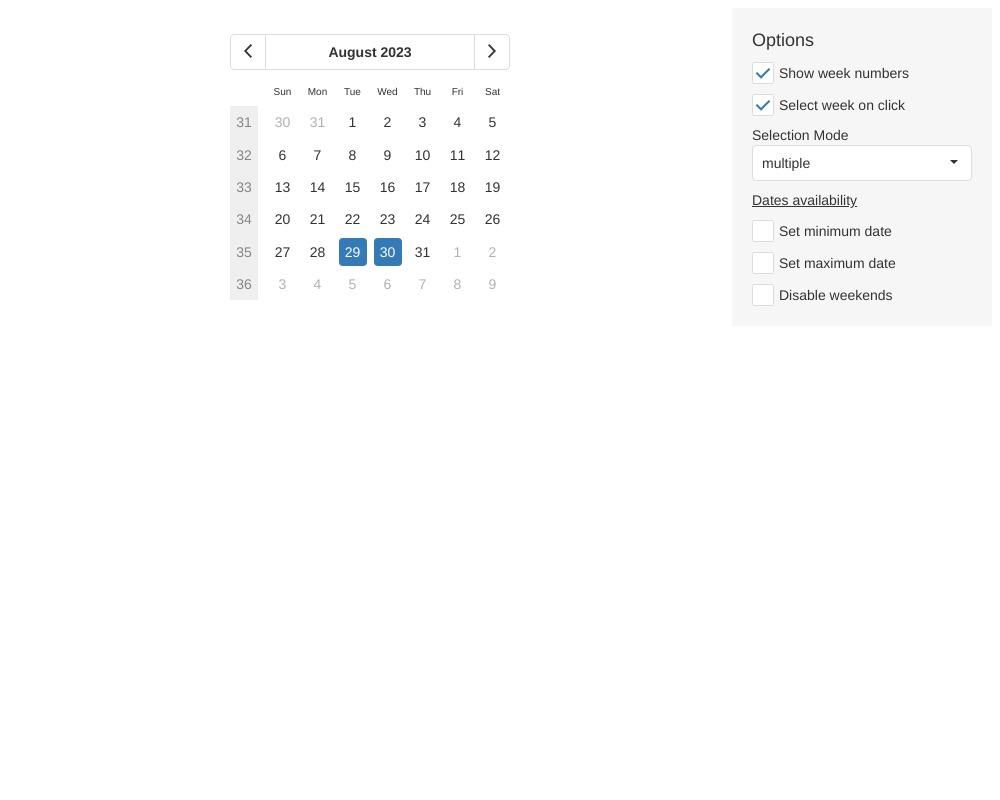 August 2023
Sun Mon Tue Wed Thu Fri Sat
31 30 31 1 2 3 4 5
32 6 7 8 9 10 11 12
33 13 14 15 16 17 18 19
34 20 21 22 23 24 25 26
35 27 28 29 30 31 1 2
36 3 4 5 6 7 8 9
Options
Show week numbers
Select week on click
Selection Mode
multiple
Dates availability
Set minimum date
Set maximum date
Disable weekends